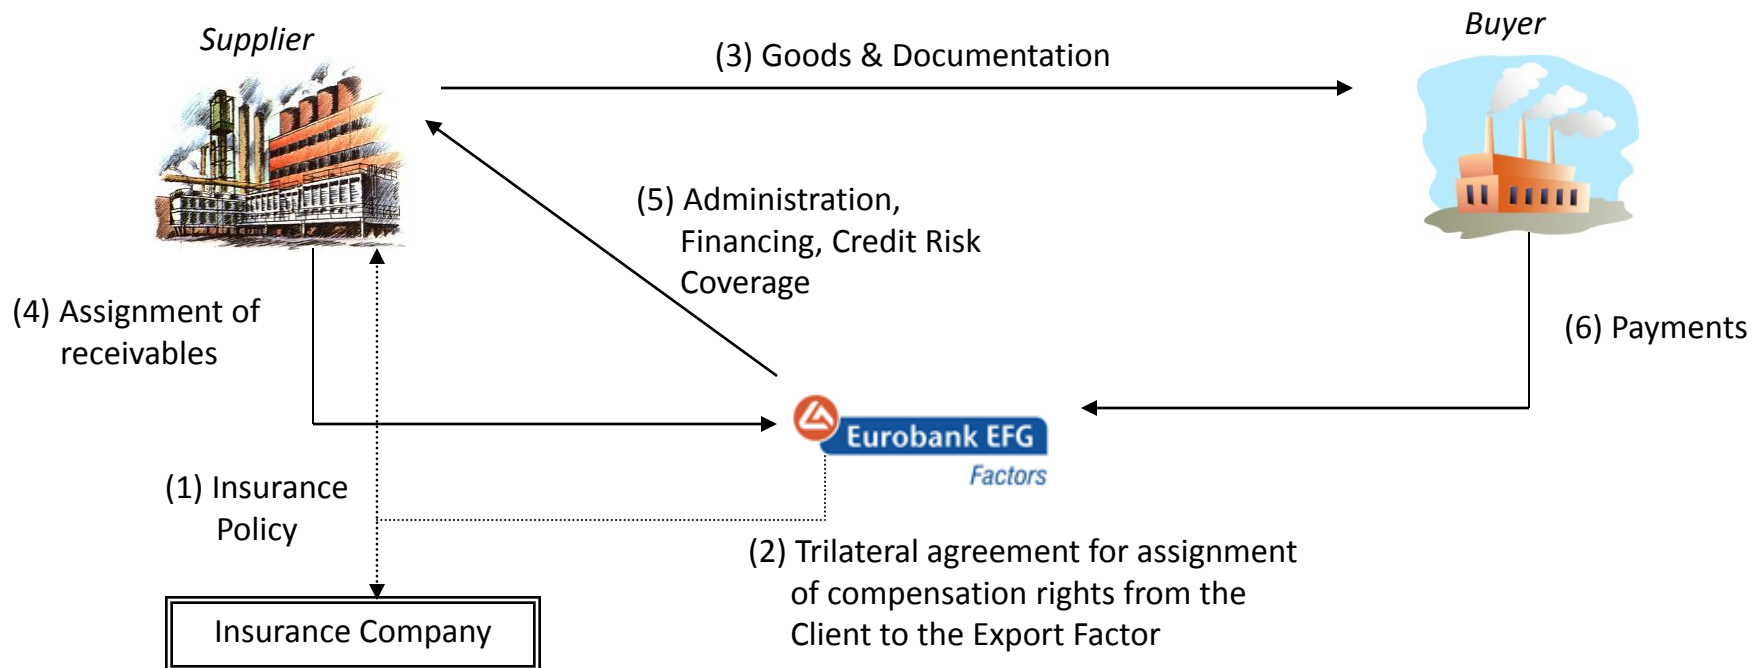 Supplier
Buyer
(3) Goods & Documentation
(5) Administration,
Financing, Credit Risk
Coverage
(4) Assignment of
receivables
(6) Payments
Eurobank EFG
Factors
(1) Insurance
Policy
(2) Trilateral agreement for assignment
of compensation rights from the
Client to the Export Factor
Insurance Company